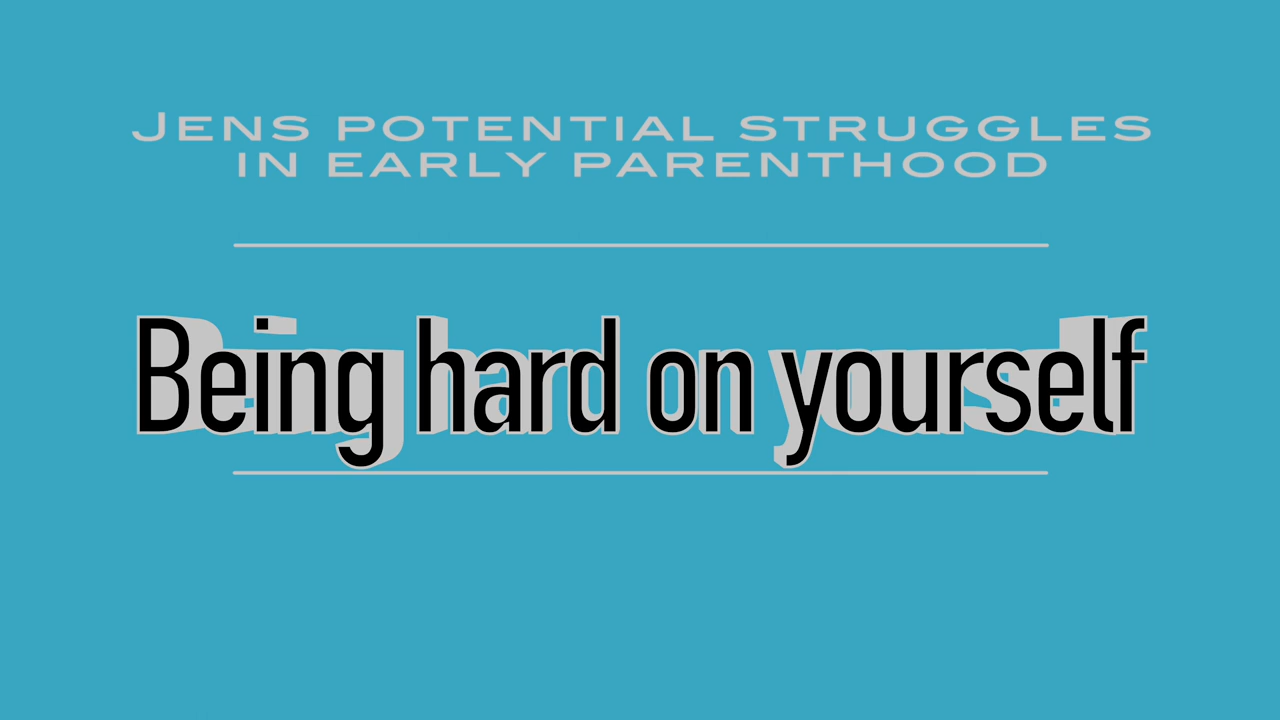 Jens potential struggles
in early parenthood
Being hard on yourself